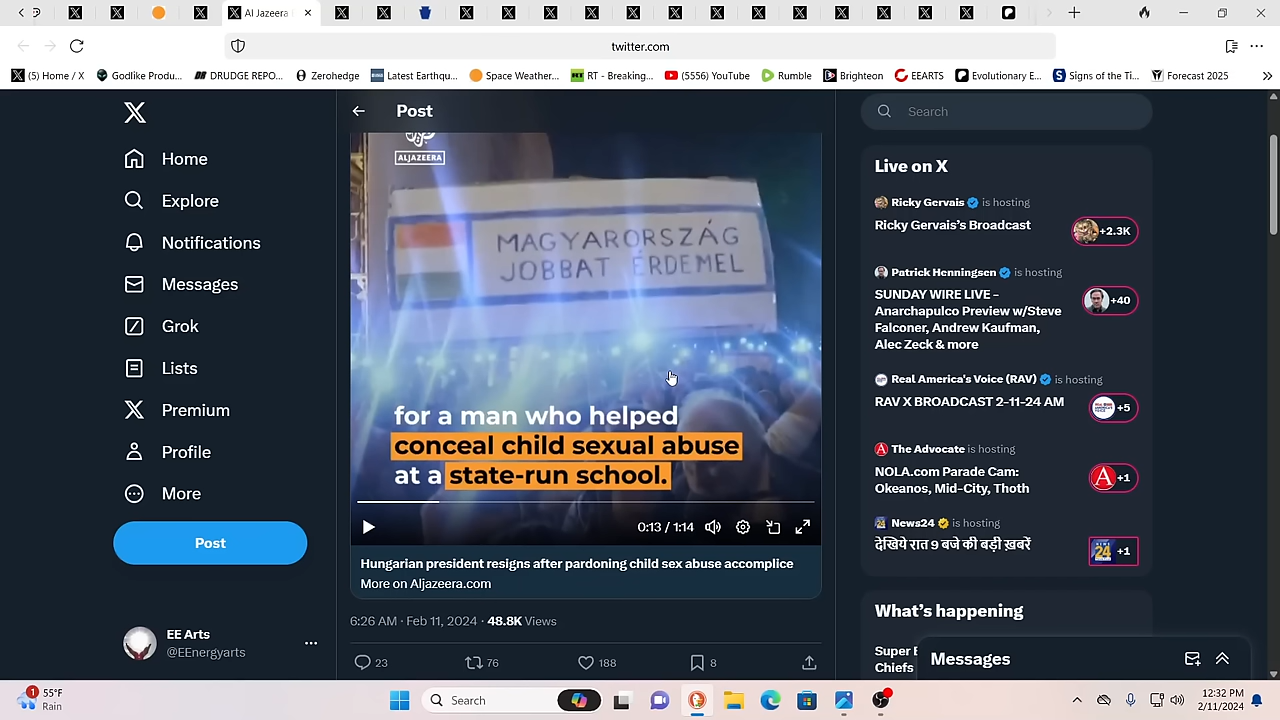 Al Jazeera
twitter.com
(5) Home / X
Godlike Produ...
DRUDGE REPO...
Zerohedge
Latest Earthqu...
Space Weather...
RT - Breaking...
(5556) YouTube
Rumble
Brighteon
EEARTS
Evolutionary E...
Signs of the Ti...
Forecast 2025
Home
Explore
Notifications
Messages
Grok
Lists
Premium
Profile
More
Post
EE Arts
@EEnergyarts
Post
ALJAZEERA
MAGYARORSZÁG
JOBBAT ÉRDEMEL
for a man who helped
conceal child sexual abuse
at a state-run school.
0:13 / 1:14
Hungarian president resigns after pardoning child sex abuse accomplice
More on Aljazeera.com
6:26 AM · Feb 11, 2024 · 48.8K Views
23 76 188 8
Search
Live on X
Ricky Gervais is hosting
Ricky Gervais's Broadcast
+2.3K
Patrick Henningsen is hosting
SUNDAY WIRE LIVE –
Anarchapulco Preview w/Steve
Falconer, Andrew Kaufman,
Alec Zeck & more
+40
Real America's Voice (RAV) is hosting
RAV X BROADCAST 2-11-24 AM
+5
The Advocate is hosting
NOLA.com Parade Cam:
Okeanos, Mid-City, Thoth
+1
News24 is hosting
देखिये रात 9 बजे की बड़ी ख़बरें
24 +1
What's happening
Chiefs
Messages
1
55°F
Rain
Search
12:32 PM
2/11/2024